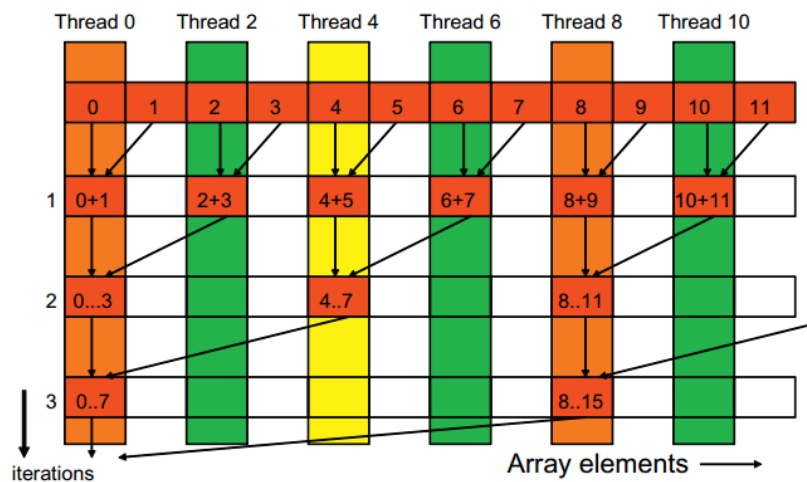 Thread 0 Thread 2 Thread 4 Thread 6 Thread 8 Thread 10
0 1 2 3 4 5 6 7 8 9 10 11
1 0+1 2+3 4+5 6+7 8+9 10+11
2 0...3 4..7 8..11
3 0..7 8..15
iterations Array elements